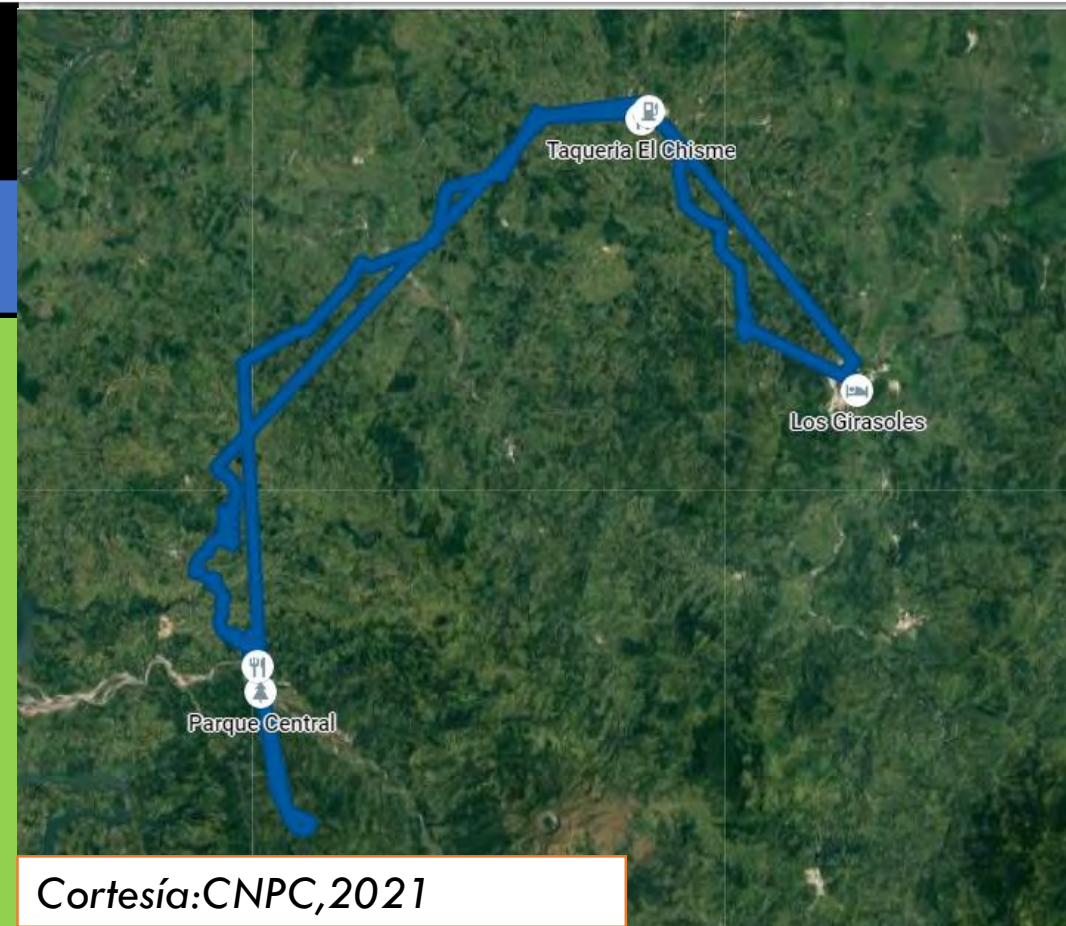 Taqueria El Chisme
Los Girasoles
Parque Central
Cortesía:CNPC,2021